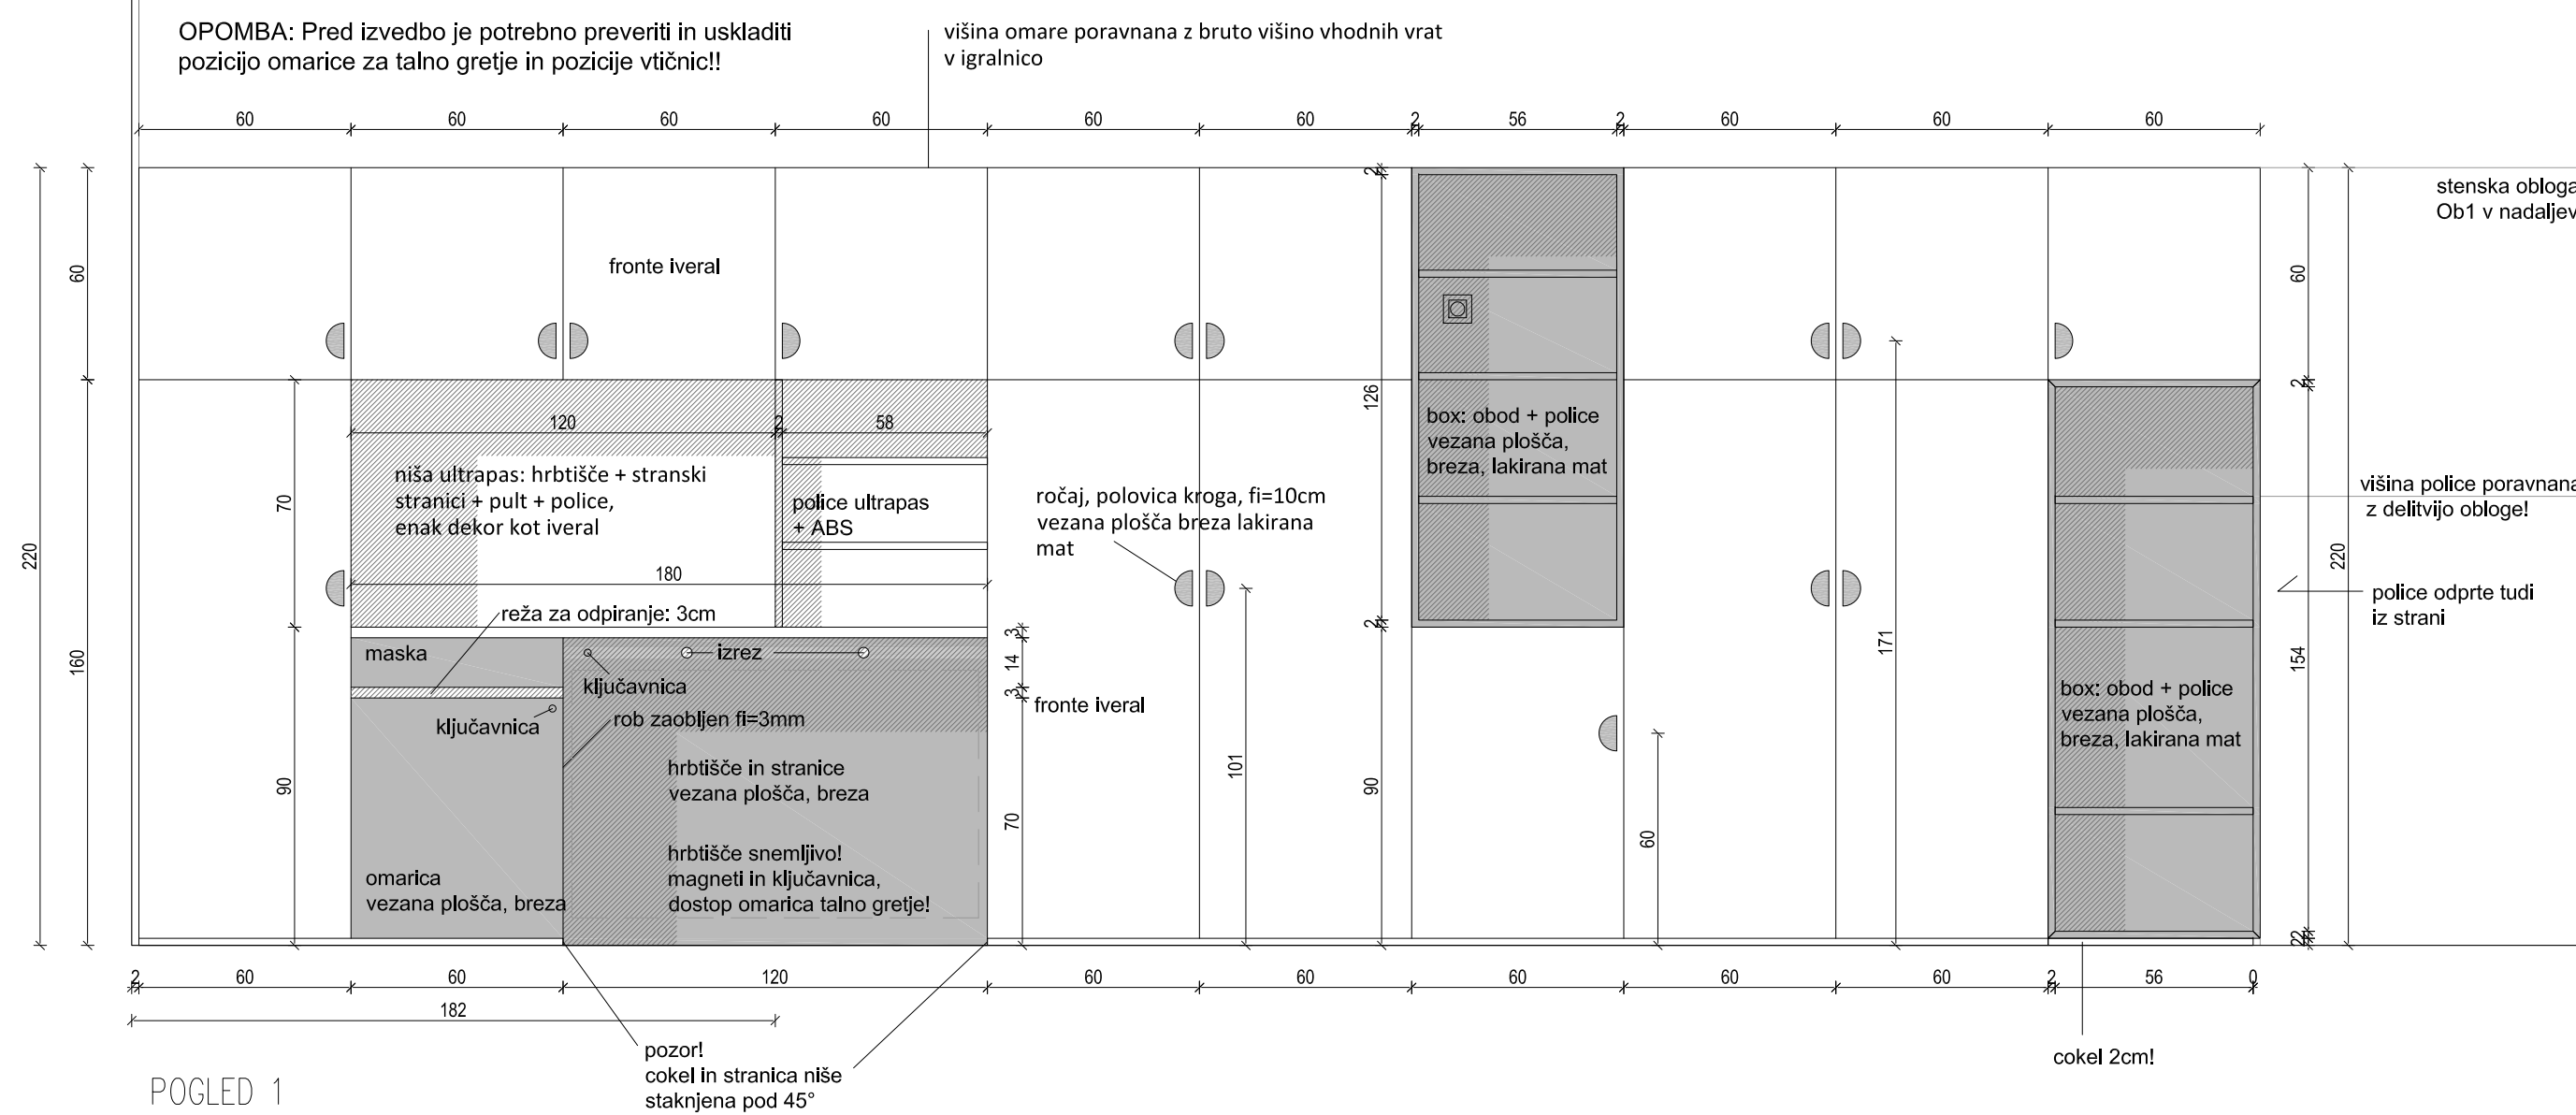 OPOMBA: Pred izvedbo je potrebno preveriti in uskladiti
pozicijo omarice za talno gretje in pozicije vtičnic!!
višina omare poravnana z bruto višino vhodnih vrat
v igralnico
60 60 60 60 60 60 2 56 2 60 60 60
stenska obloga
Ob1 v nadaljev
fronte iveral
220
60
160
70
90
120 2 58
niša ultrapas: hrbtišče + stranski
stranici + pult + police,
enak dekor kot iveral
police ultrapas
+ ABS
180
reža za odpiranje: 3cm
maska
izrez
ključavnica
ključavnica
rob zaobljen fi=3mm
hrbtišče in stranice
vezana plošča, breza
hrbtišče snemljivo!
magneti in ključavnica,
dostop omarica talno gretje!
omarica
vezana plošča, breza
ročaj, polovica kroga, fi=10cm
vezana plošča breza lakirana
mat
3
14
3
70
fronte iveral
101
2
126
2
90
box: obod + police
vezana plošča,
breza, lakirana mat
60
171
box: obod + police
vezana plošča,
breza, lakirana mat
60
2
154
22
220
višina police poravnana
z delitvijo obloge!
police odprte tudi
iz strani
2 60 60 120 60 60 60 60 60 2 56 0
182
pozor!
cokel in stranica niše
staknjena pod 45°
cokel 2cm!
POGLED 1